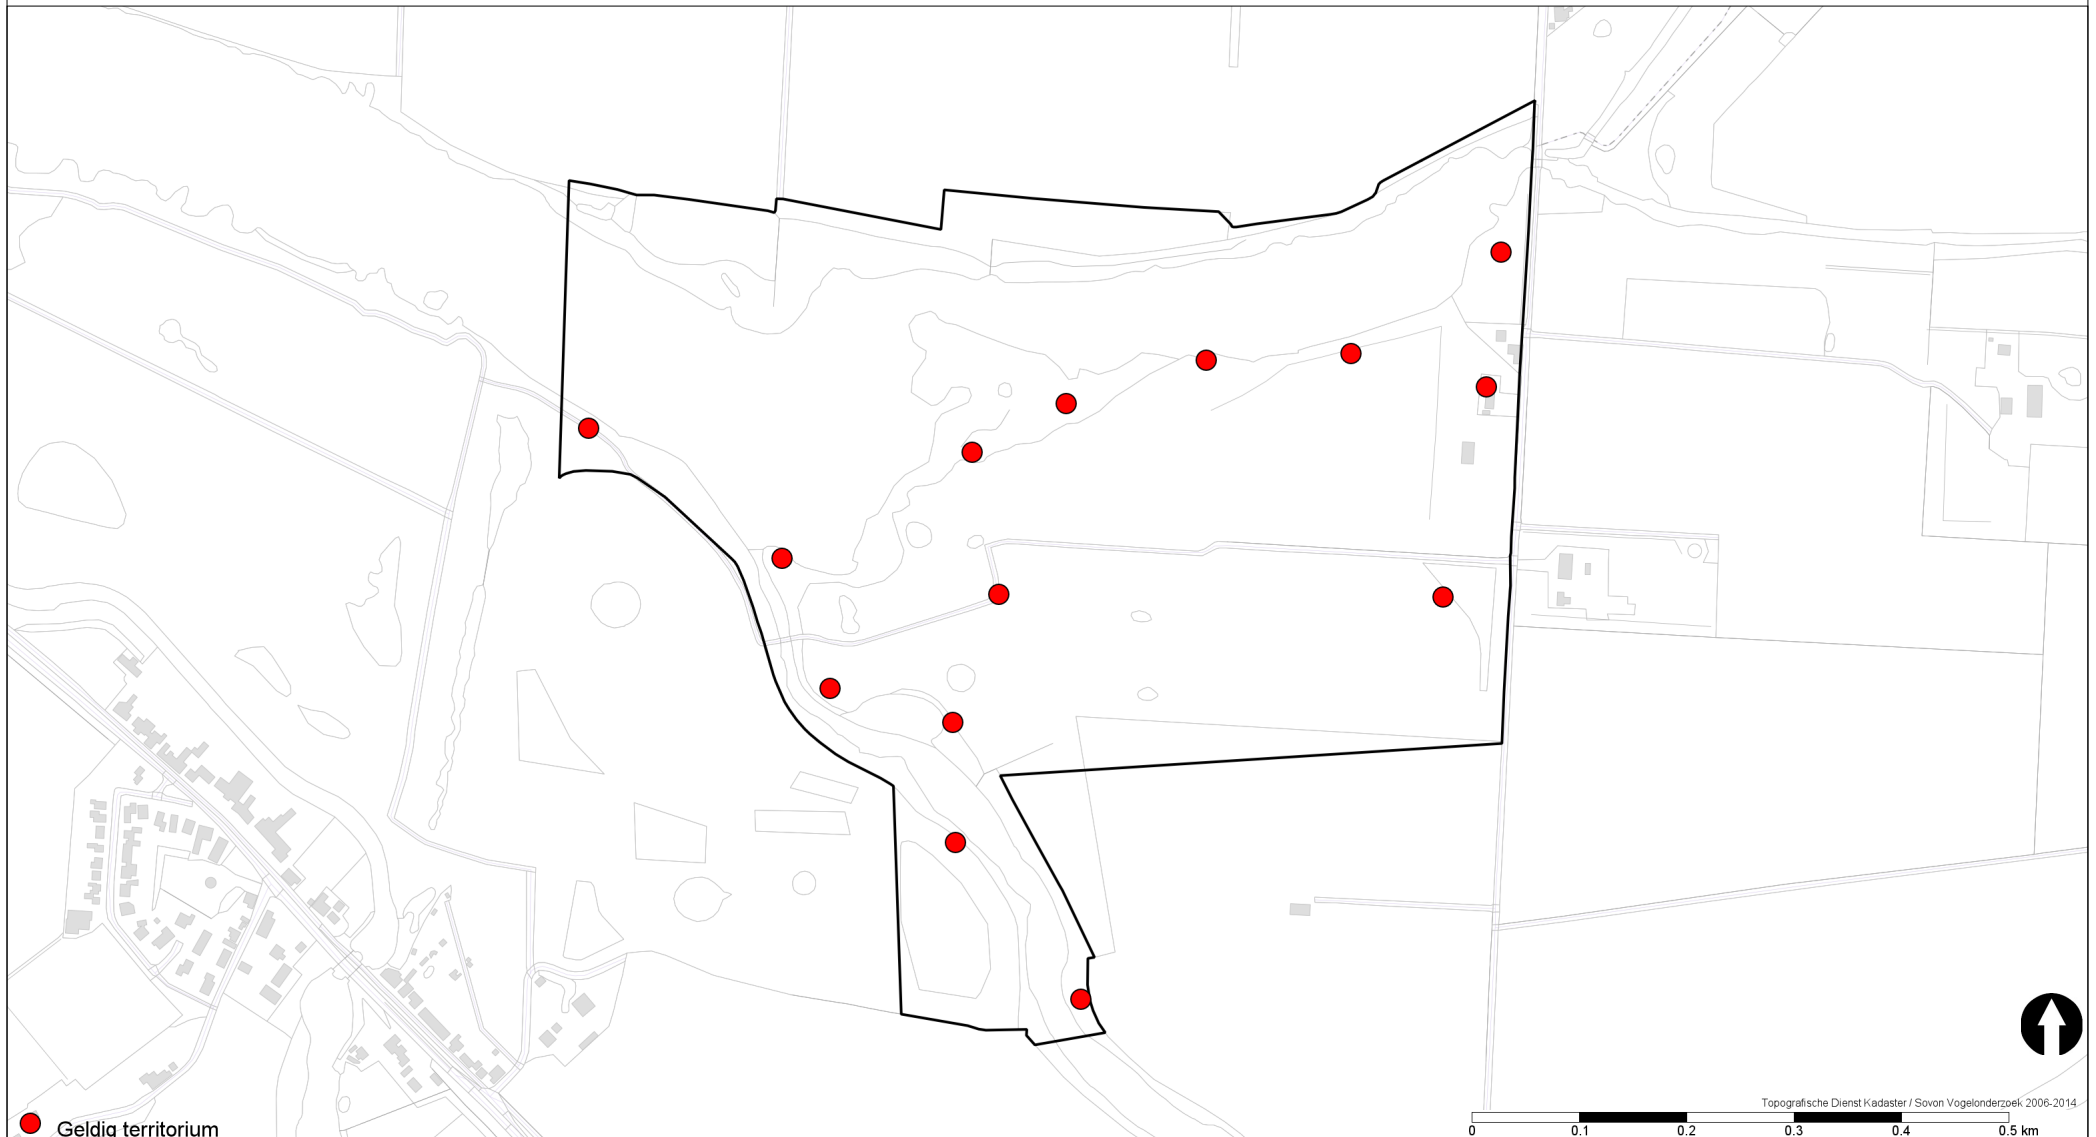 Topografische Dienst Kadaster / Sovon Vogelonderzoek 2006-2014
0 0.1 0.2 0.3 0.4 0.5 km
Geldig territorium